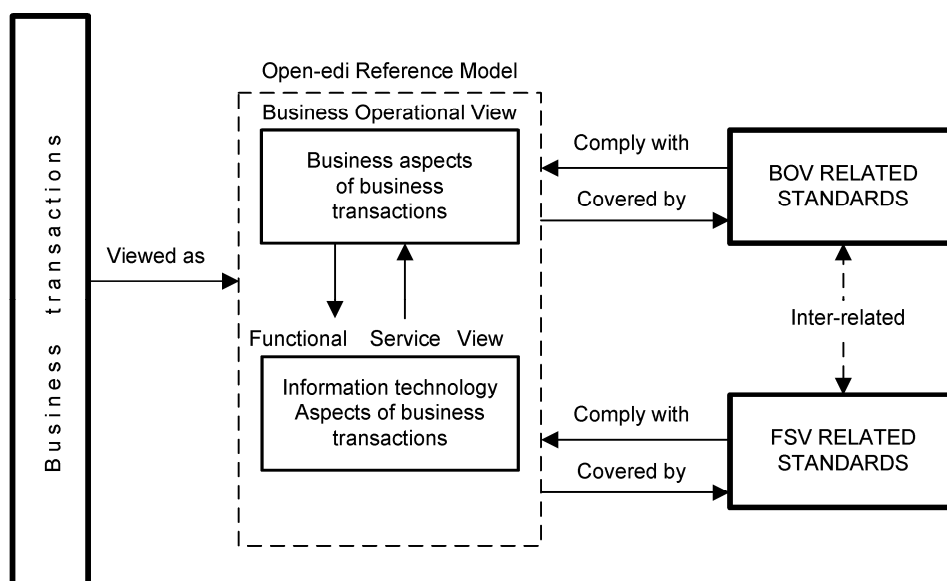 Business transactions
Open-edi Reference Model
Business Operational View
Business aspects
of business
transactions
Viewed as
Functional Service View
Information technology
Aspects of business
transactions
Comply with
Covered by
BOV RELATED
STANDARDS
Inter-related
Comply with
Covered by
FSV RELATED
STANDARDS